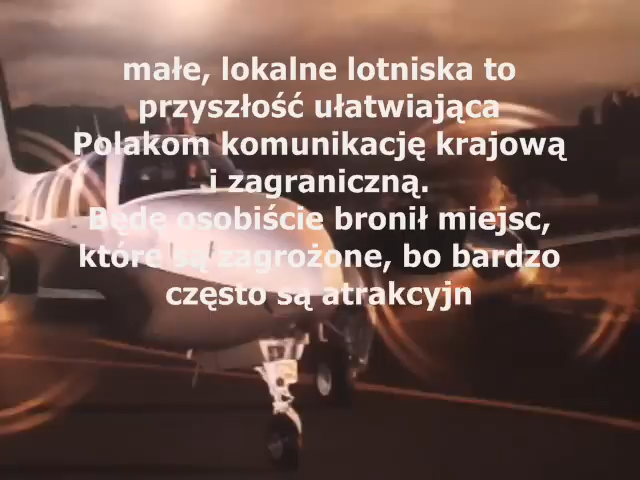 małe, lokalne lotniska to
przyszłość ułatwiająca
Polakom komunikację krajową
i zagraniczną.
Będę osobiście bronił miejsc,
które są zagrożone, bo bardzo
często są atrakcyjn